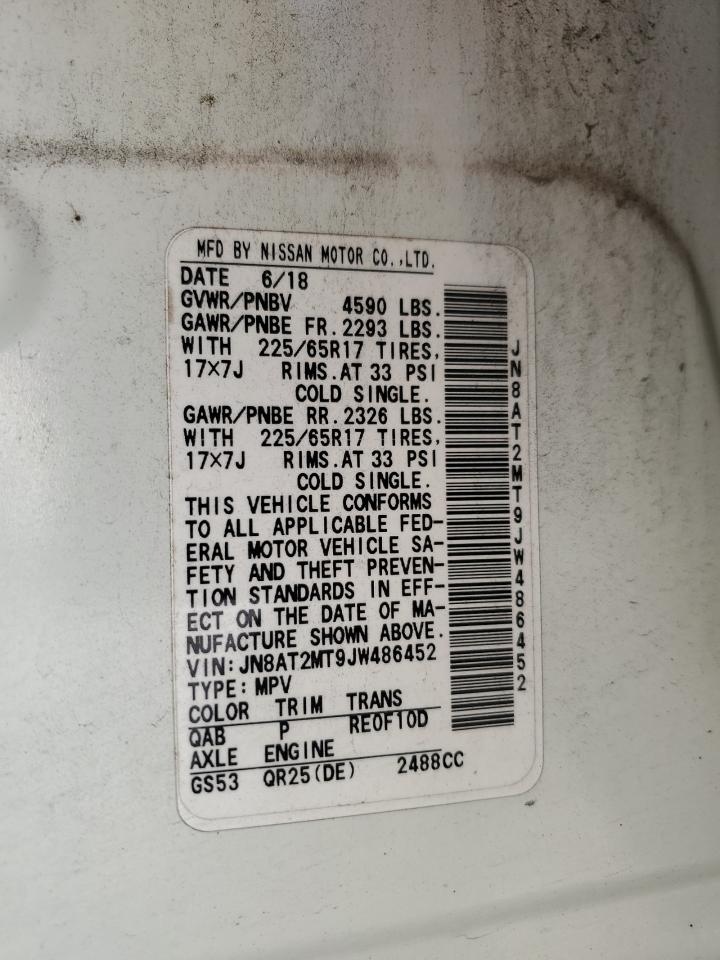 MFD BY NISSAN MOTOR CO.,LTD.
DATE 6/18
GVWR/PNBV 4590 LBS.
GAWR/PNBE FR. 2293 LBS.
WITH 225/65R17 TIRES,
17×7J RIMS. AT 33 PSI
COLD SINGLE.
GAWR/PNBE RR. 2326 LBS.
WITH 225/65R17 TIRES,
17×7J RIMS. AT 33 PSI
COLD SINGLE.
THIS VEHICLE CONFORMS
TO ALL APPLICABLE FED-
ERAL MOTOR VEHICLE SA-
FETY AND THEFT PREVEN-
TION STANDARDS IN EFF-
ECT ON THE DATE OF MA-
NUFACTURE SHOWN ABOVE.
VIN: JN8AT2MT9JW486452
TYPE: MPV
COLOR TRIM TRANS
QAB P RE0F10D
AXLE ENGINE
GS53 QR25(DE) 2488CC
JN8AT2MT9JW486452